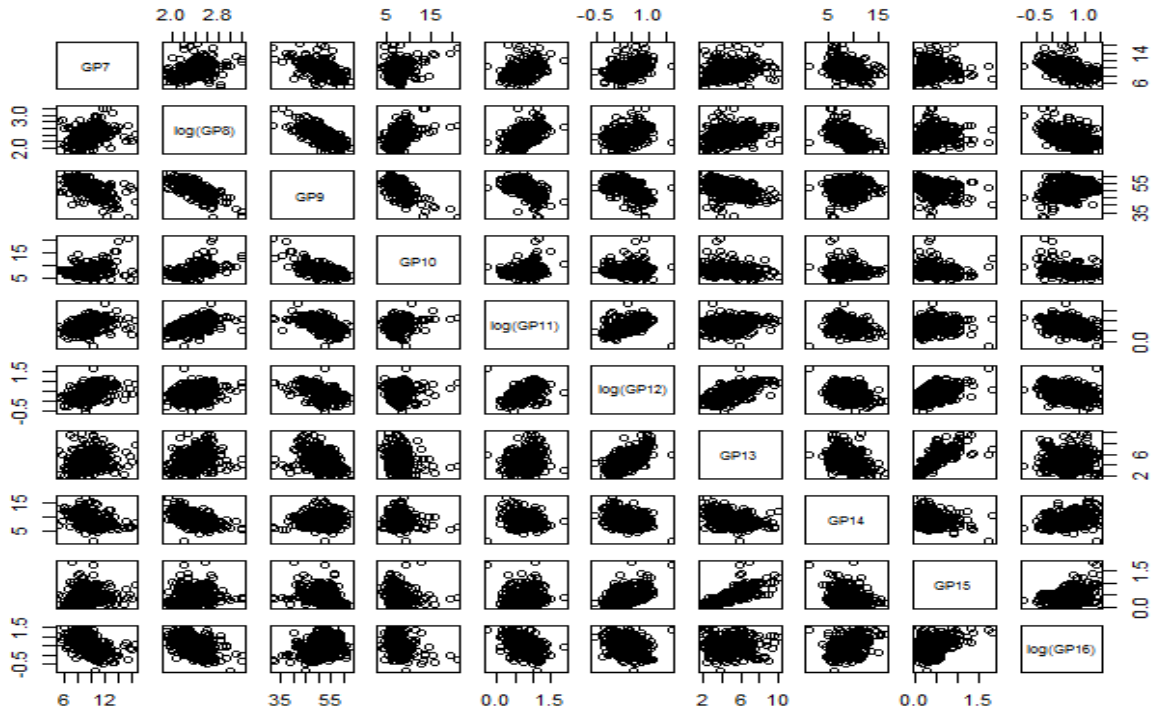 2.0 2.8 5 15 -0.5 1.0 5 15 -0.5 1.0
GP7 6 14
2.0 3.0 log(GP8)
GP9 35 55
5 15 GP10
log(GP11) 0.0
-0.5 1.5 log(GP12)
GP13 2 6
5 15 GP14
GP15 0.0 1.5
-0.5 1.5 log(GP16)
6 12 35 55 0.0 1.5 2 6 10 0.0 1.5